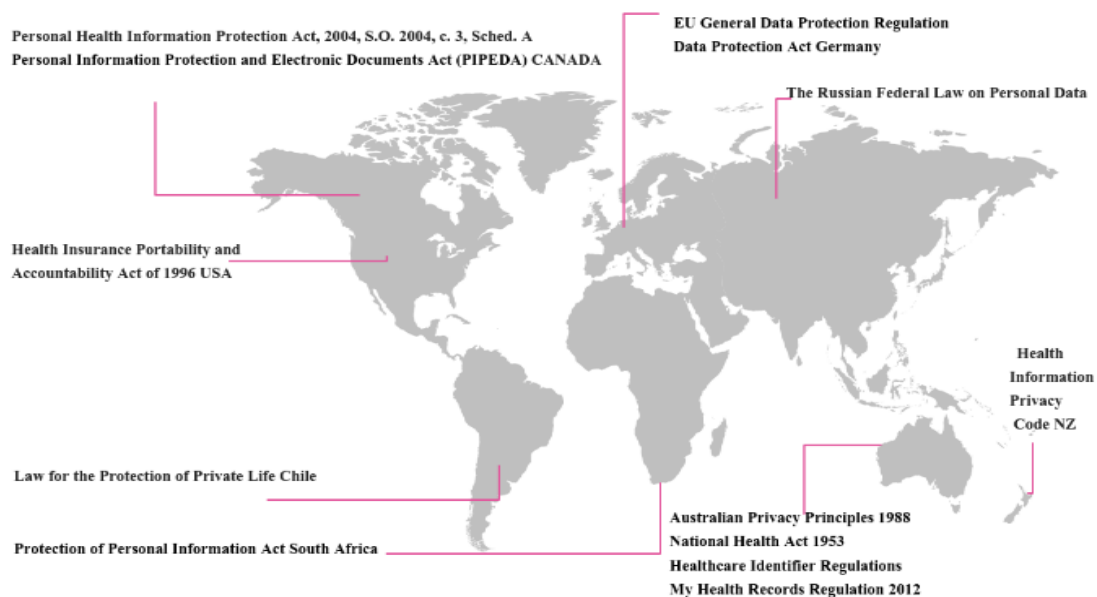 Personal Health Information Protection Act, 2004, S.O. 2004, c. 3, Sched. A
Personal Information Protection and Electronic Documents Act (PIPEDA) CANADA
EU General Data Protection Regulation
Data Protection Act Germany
The Russian Federal Law on Personal Data
Health Insurance Portability and
Accountability Act of 1996 USA
Health
Information
Privacy
Code NZ
Law for the Protection of Private Life Chile
Protection of Personal Information Act South Africa
Australian Privacy Principles 1988
National Health Act 1953
Healthcare Identifier Regulations
My Health Records Regulation 2012